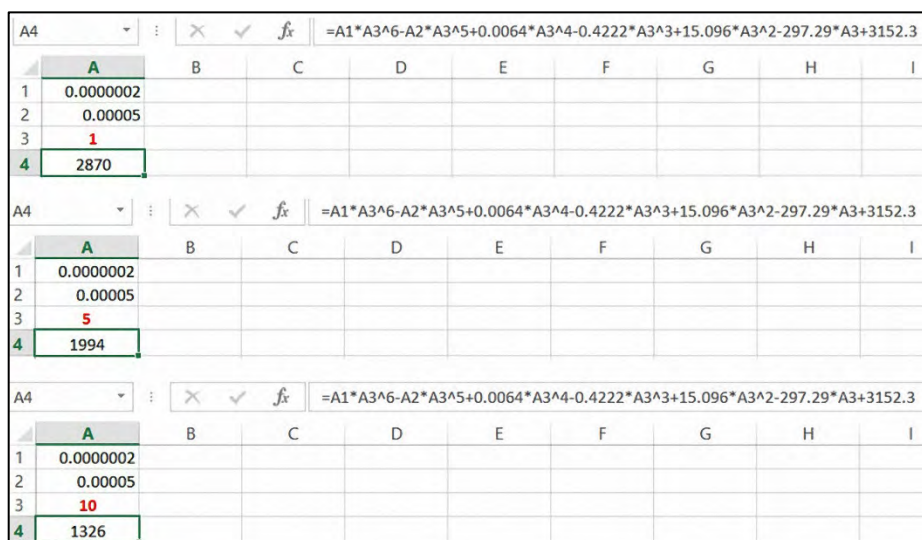 A4 fx =A1*A3^6-A2*A3^5+0.0064*A3^4-0.4222*A3^3+15.096*A3^2-297.29*A3+3152.3
A B C D E F G H I
1 0.0000002
2 0.00005
3 1
4 2870
A4 fx =A1*A3^6-A2*A3^5+0.0064*A3^4-0.4222*A3^3+15.096*A3^2-297.29*A3+3152.3
A B C D E F G H I
1 0.0000002
2 0.00005
3 5
4 1994
A4 fx =A1*A3^6-A2*A3^5+0.0064*A3^4-0.4222*A3^3+15.096*A3^2-297.29*A3+3152.3
A B C D E F G H I
1 0.0000002
2 0.00005
3 10
4 1326